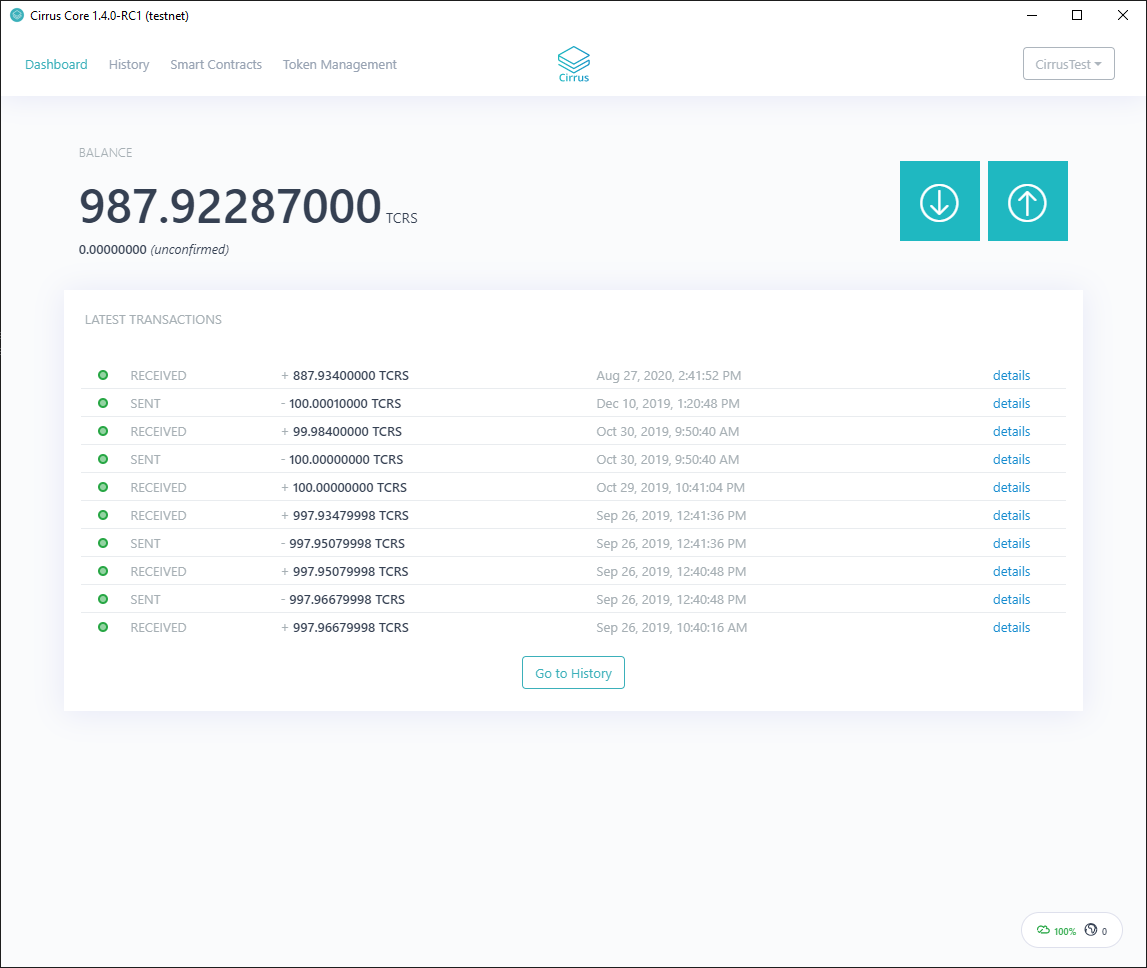 Cirrus Core 1.4.0-RC1 (testnet)
Dashboard History Smart Contracts Token Management
Cirrus
CirrusTest
BALANCE
987.92287000 TCRS
0.00000000 (unconfirmed)
LATEST TRANSACTIONS
RECEIVED + 887.93400000 TCRS Aug 27, 2020, 2:41:52 PM details
SENT - 100.00010000 TCRS Dec 10, 2019, 1:20:48 PM details
RECEIVED + 99.98400000 TCRS Oct 30, 2019, 9:50:40 AM details
SENT - 100.00000000 TCRS Oct 30, 2019, 9:50:40 AM details
RECEIVED + 100.00000000 TCRS Oct 29, 2019, 10:41:04 PM details
RECEIVED + 997.93479998 TCRS Sep 26, 2019, 12:41:36 PM details
SENT - 997.95079998 TCRS Sep 26, 2019, 12:41:36 PM details
RECEIVED + 997.95079998 TCRS Sep 26, 2019, 12:40:48 PM details
SENT - 997.96679998 TCRS Sep 26, 2019, 12:40:48 PM details
RECEIVED + 997.96679998 TCRS Sep 26, 2019, 10:40:16 AM details
Go to History
100% 0